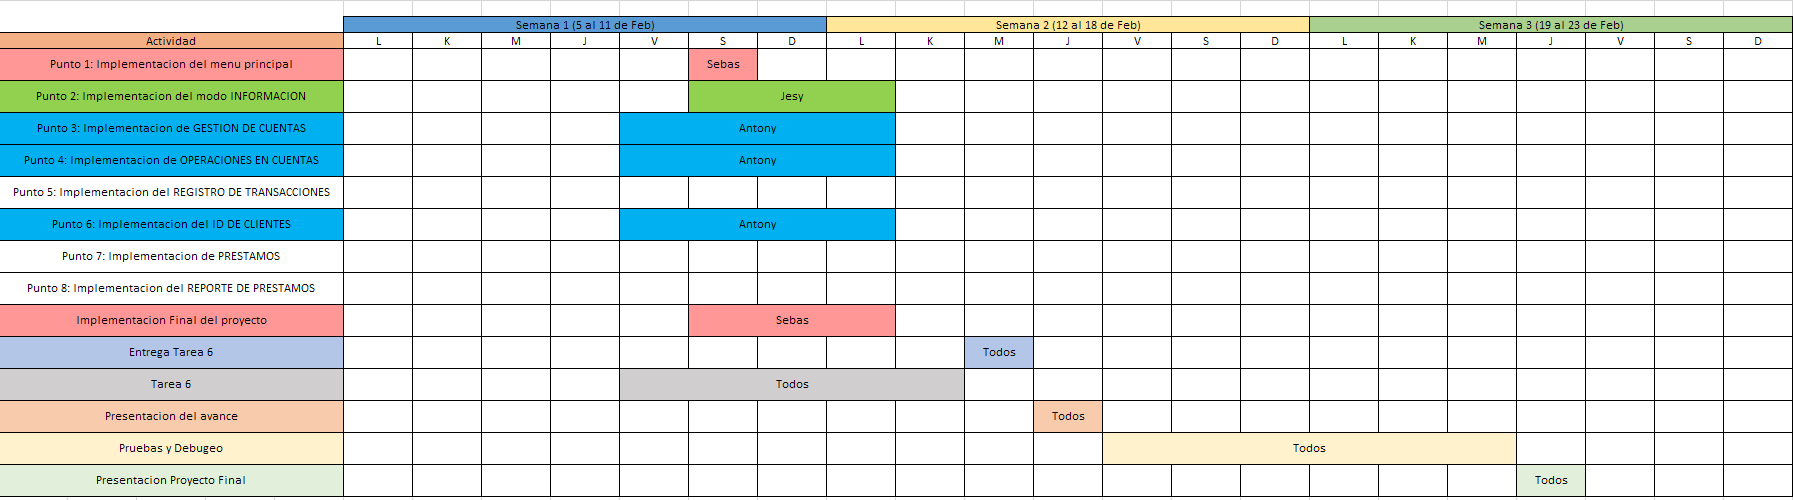 Semana 1 (5 al 11 de Feb) Semana 2 (12 al 18 de Feb) Semana 3 (19 al 23 de Feb)
Actividad L K M J V S D L K M J V S D L K M J V S D
Punto 1: Implementacion del menu principal Sebas
Punto 2: Implementacion del modo INFORMACION Jesy
Punto 3: Implementacion de GESTION DE CUENTAS Antony
Punto 4: Implementacion de OPERACIONES EN CUENTAS Antony
Punto 5: Implementacion del REGISTRO DE TRANSACCIONES
Punto 6: Implementacion del ID DE CLIENTES Antony
Punto 7: Implementacion de PRESTAMOS
Punto 8: Implementacion del REPORTE DE PRESTAMOS
Implementacion Final del proyecto Sebas
Entrega Tarea 6 Todos
Tarea 6 Todos
Presentacion del avance Todos
Pruebas y Debugeo Todos
Presentacion Proyecto Final Todos